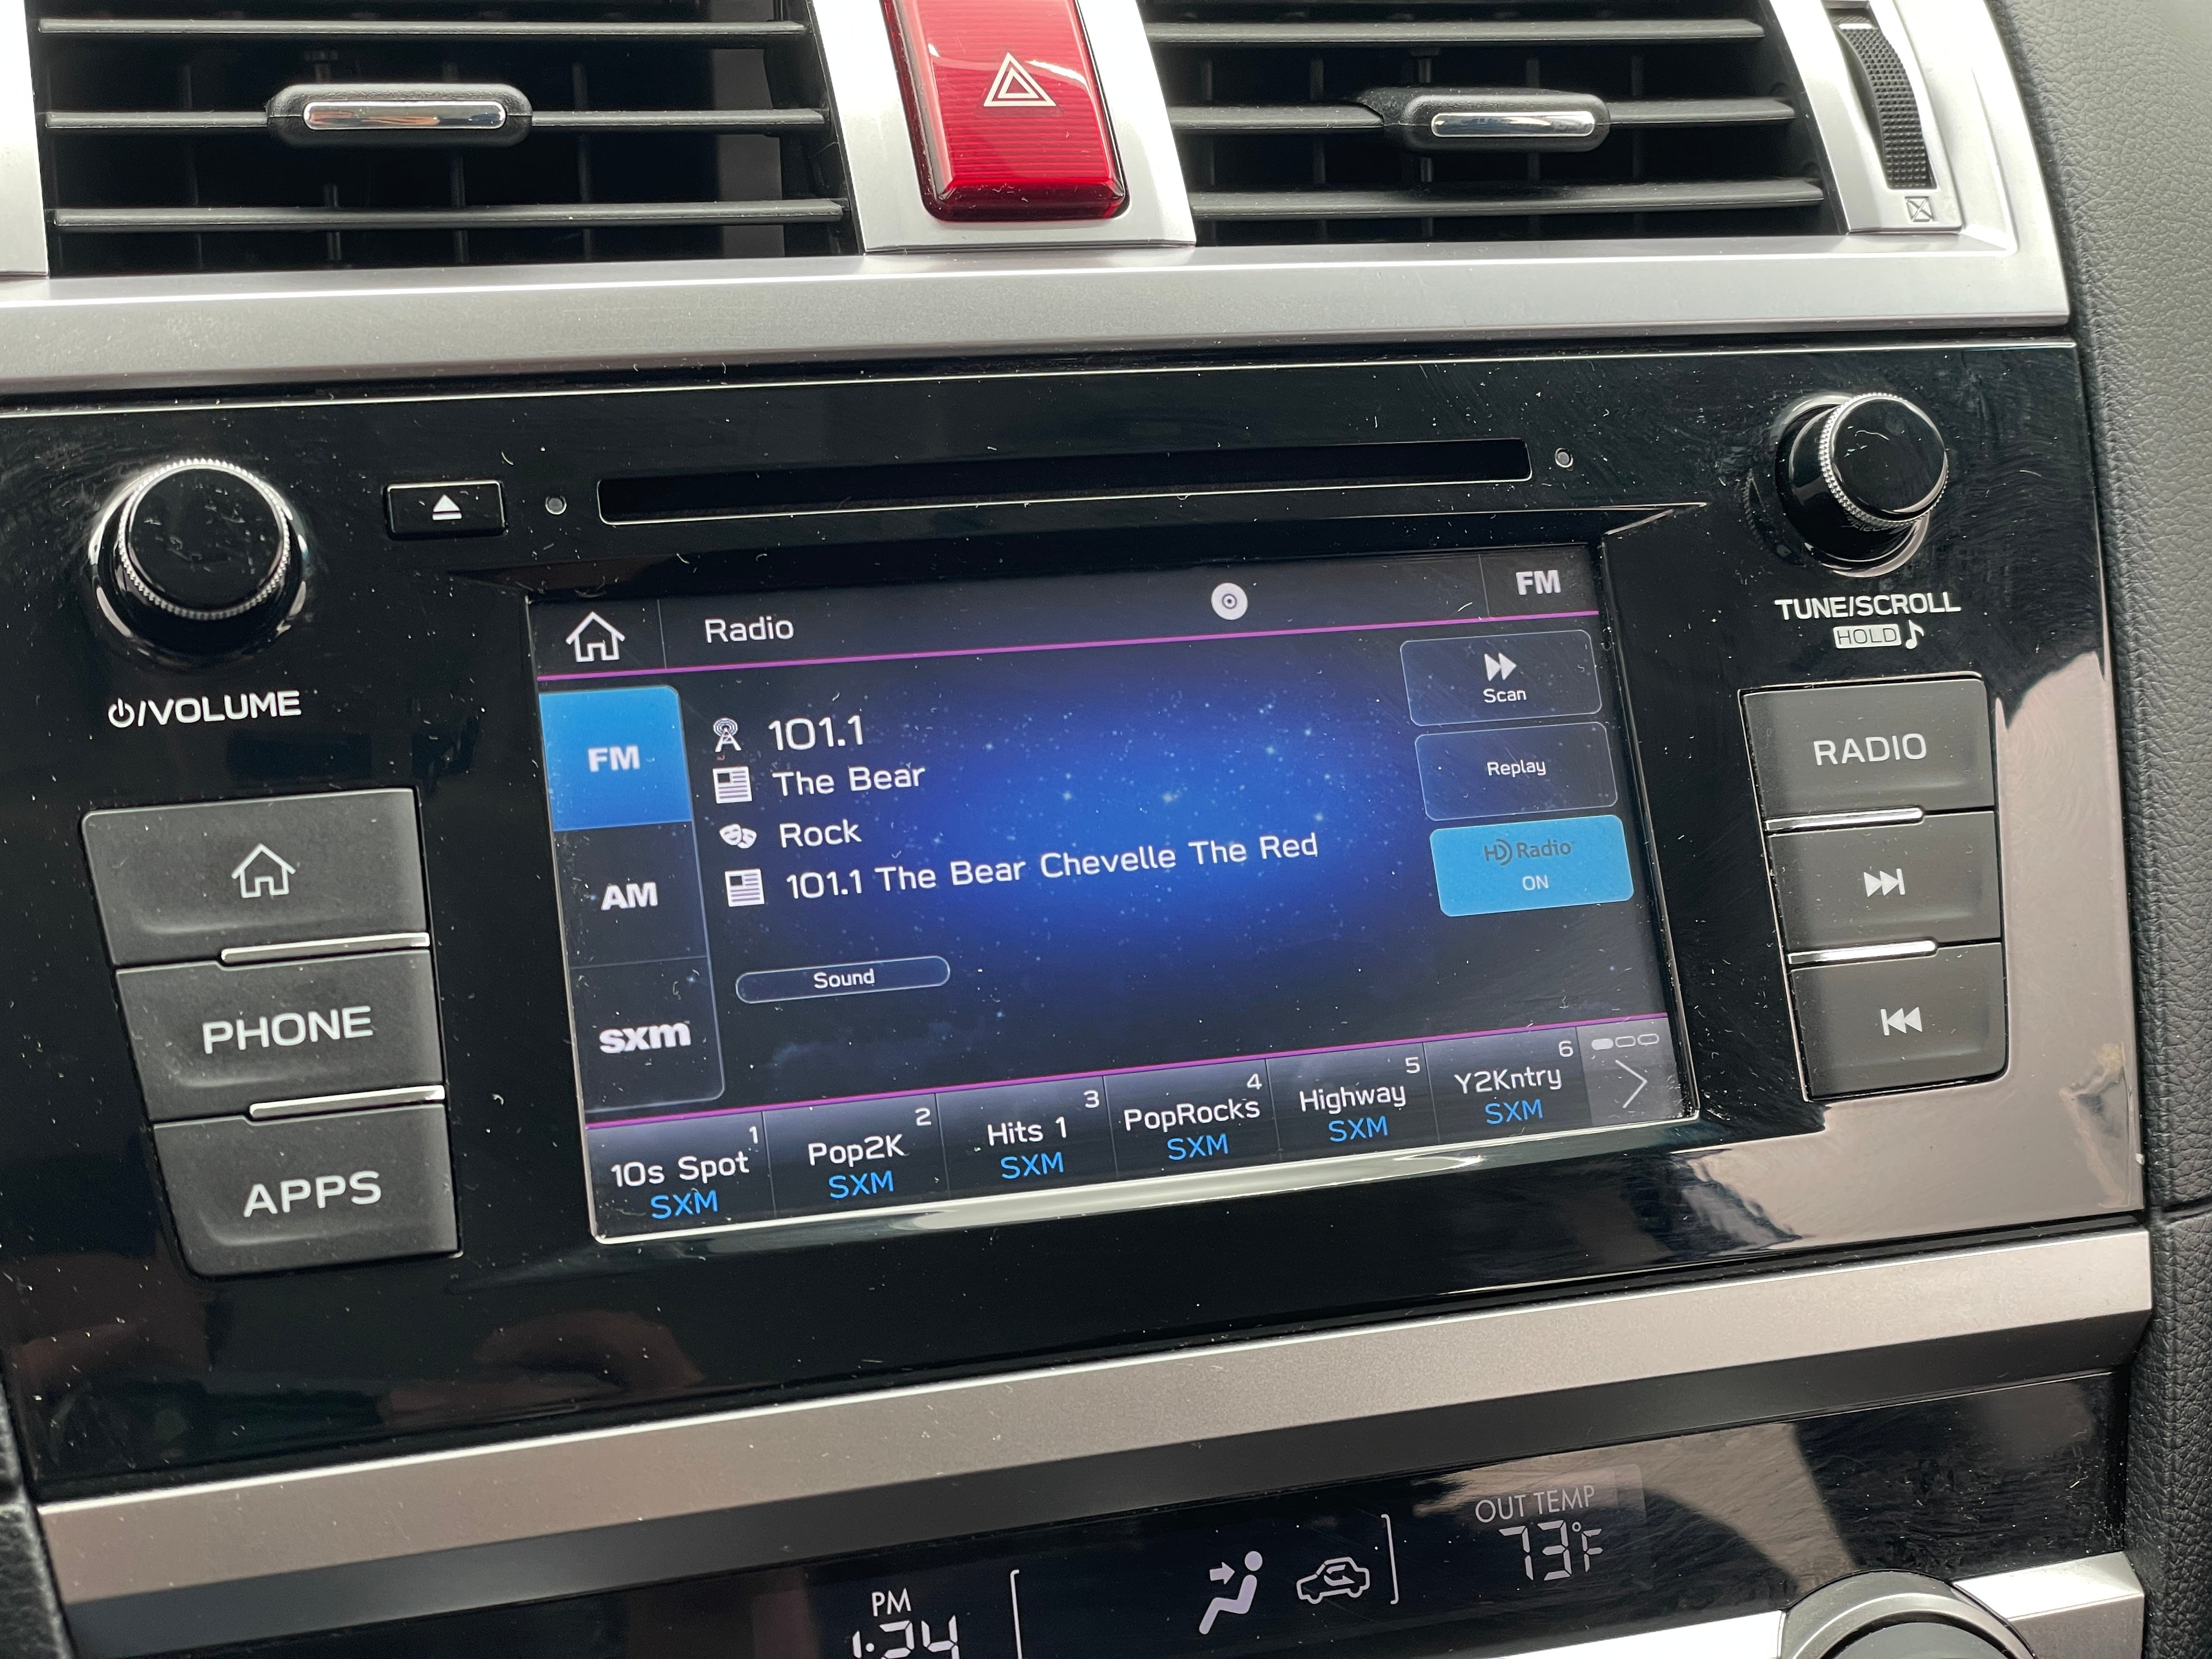 FM
Radio
101.1
The Bear
Rock
101.1 The Bear Chevelle The Red
Sound
FM
AM
sxm
Scan
Replay
HD Radio
ON
1
10s Spot
SXM
2
Pop2K
SXM
3
Hits 1
SXM
4
PopRocks
SXM
5
Highway
SXM
6
Y2Kntry
SXM
/VOLUME
PHONE
APPS
TUNE/SCROLL
HOLD
RADIO
OUT TEMP
73°F
PM
1:34